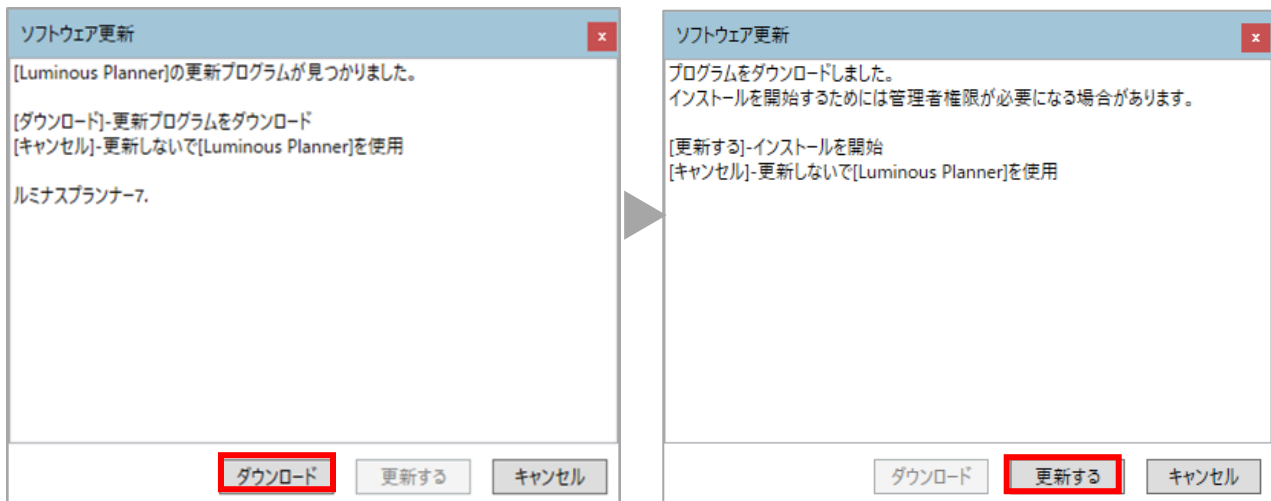 ソフトウェア更新
x
[Luminous Planner]の更新プログラムが見つかりました。
[ダウンロード]-更新プログラムをダウンロード
[キャンセル]-更新しないで[Luminous Planner]を使用
ルミナスプランナー7.
ダウンロード
更新する
キャンセル
ソフトウェア更新
x
プログラムをダウンロードしました。
インストールを開始するためには管理者権限が必要になる場合があります。
[更新する]-インストールを開始
[キャンセル]-更新しないで[Luminous Planner]を使用
ダウンロード
更新する
キャンセル